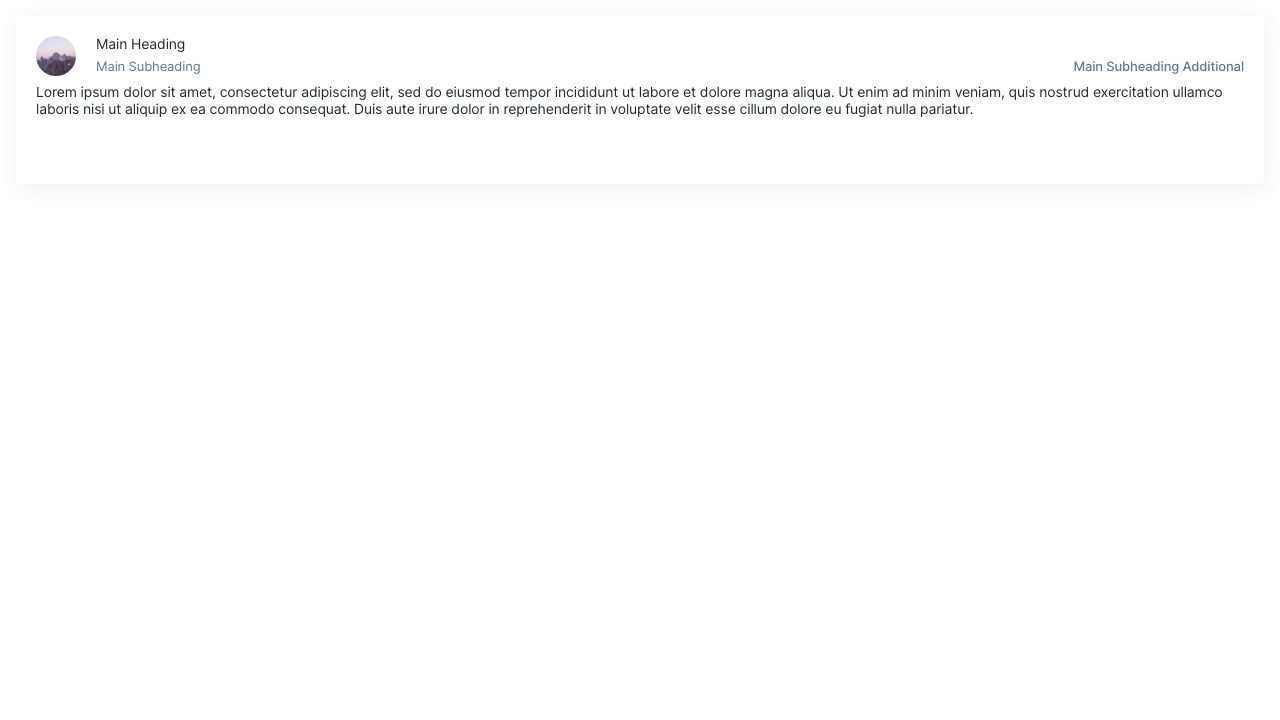 Main Heading
Main Subheading
Main Subheading Additional
Lorem ipsum dolor sit amet, consectetur adipiscing elit, sed do eiusmod tempor incididunt ut labore et dolore magna aliqua. Ut enim ad minim veniam, quis nostrud exercitation ullamco
laboris nisi ut aliquip ex ea commodo consequat. Duis aute irure dolor in reprehenderit in voluptate velit esse cillum dolore eu fugiat nulla pariatur.